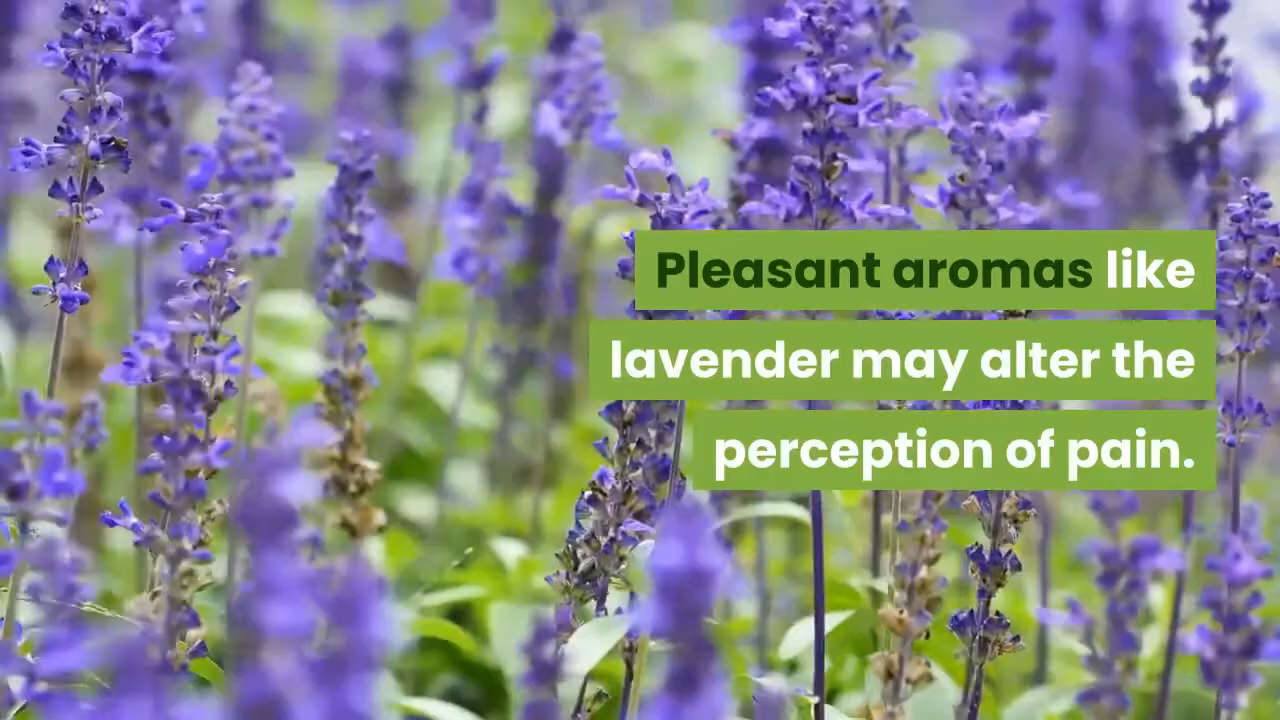 Pleasant aromas like
lavender may alter the
perception of pain.